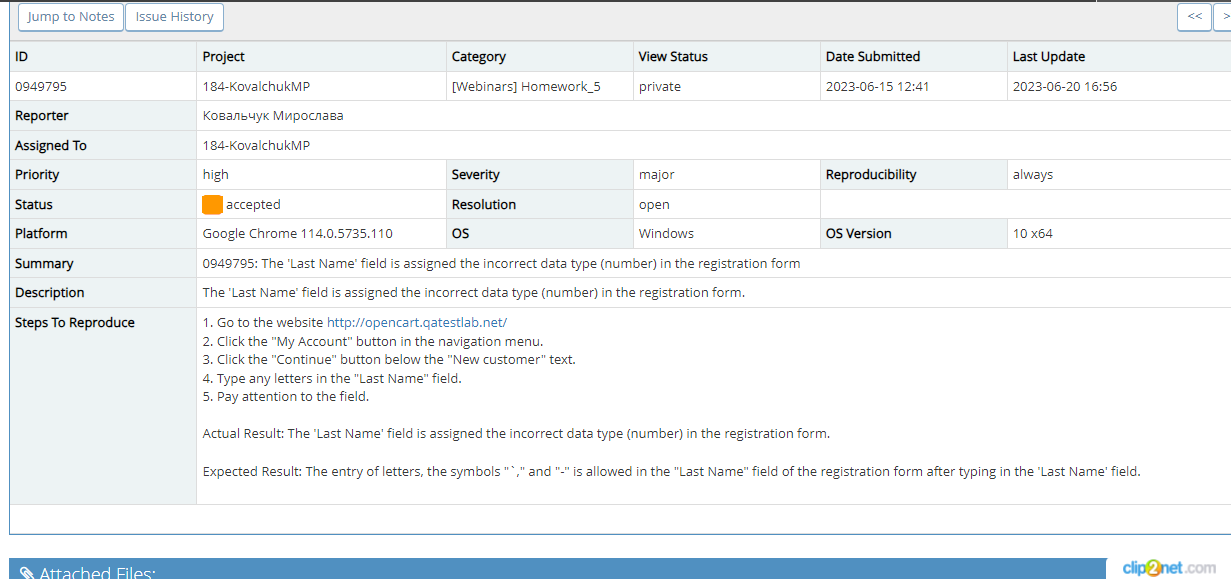 Jump to Notes Issue History << >
ID Project Category View Status Date Submitted Last Update
0949795 184-KovalchukMP [Webinars] Homework_5 private 2023-06-15 12:41 2023-06-20 16:56
Reporter Ковальчук Мирослава
Assigned To 184-KovalchukMP
Priority high Severity major Reproducibility always
Status accepted Resolution open
Platform Google Chrome 114.0.5735.110 OS Windows OS Version 10 x64
Summary 0949795: The 'Last Name' field is assigned the incorrect data type (number) in the registration form
Description The 'Last Name' field is assigned the incorrect data type (number) in the registration form.
Steps To Reproduce 1. Go to the website http://opencart.qatestlab.net/
2. Click the "My Account" button in the navigation menu.
3. Click the "Continue" button below the "New customer" text.
4. Type any letters in the "Last Name" field.
5. Pay attention to the field.
Actual Result: The 'Last Name' field is assigned the incorrect data type (number) in the registration form.
Expected Result: The entry of letters, the symbols "`," and "-" is allowed in the "Last Name" field of the registration form after typing in the 'Last Name' field.
Attached Files:
clip2net.com